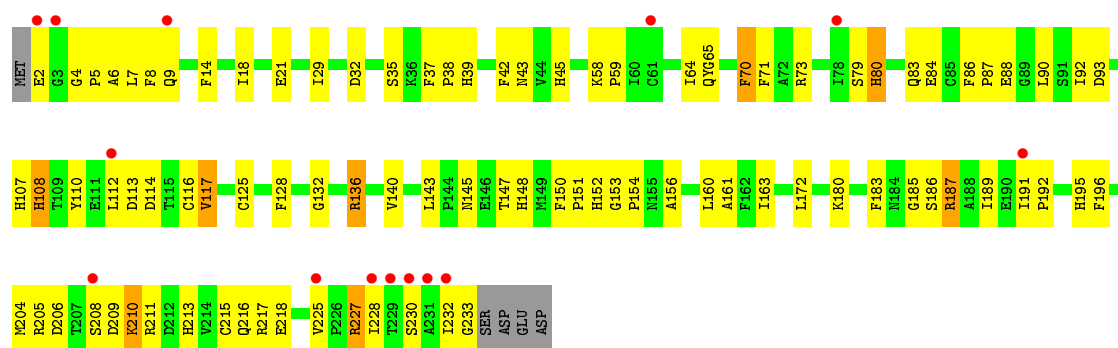 MET E2 G3 G4 P5 A6 L7 F8 Q9 F14 I18 E21 I29 D32 S35 K36 F37 P38 H39 F42 N43 V44 H45 K58 P59 I60 C61 I64 QYG65 F70 F71 A72 R73 I78 S79 H80 Q83 E84 C85 F86 P87 E88 G89 L90 S91 I92 D93
H107 H108 T109 Y110 E111 L112 D113 D114 T115 C116 V117 C125 F128 G132 R136 V140 L143 P144 N145 E146 T147 H148 M149 F150 P151 H152 G153 P154 N155 A156 L160 A161 F162 I163 L172 K180 F183 N184 G185 S186 R187 A188 I189 E190 I191 P192 H195 F196
M204 R205 D206 T207 S208 D209 K210 R211 D212 H213 V214 C215 Q216 R217 E218 V225 P226 R227 I228 T229 S230 A231 I232 G233 SER ASP GLU ASP